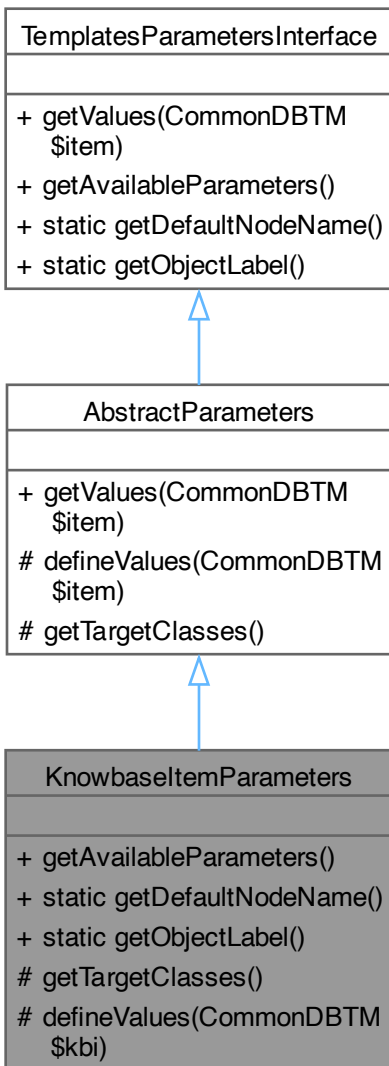 TemplatesParametersInterface
+ getValues(CommonDBTM
$item)
+ getAvailableParameters()
+ static getDefaultNodeName()
+ static getObjectLabel()
AbstractParameters
+ getValues(CommonDBTM
$item)
# defineValues(CommonDBTM
$item)
# getTargetClasses()
KnowbaseItemParameters
+ getAvailableParameters()
+ static getDefaultNodeName()
+ static getObjectLabel()
# getTargetClasses()
# defineValues(CommonDBTM
$kbi)